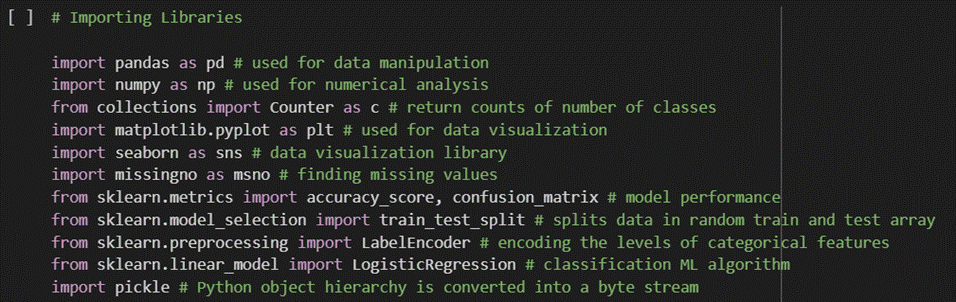 [ ] # Importing Libraries
import pandas as pd # used for data manipulation
import numpy as np # used for numerical analysis
from collections import Counter as c # return counts of number of classes
import matplotlib.pyplot as plt # used for data visualization
import seaborn as sns # data visualization library
import missingno as msno # finding missing values
from sklearn.metrics import accuracy_score, confusion_matrix # model performance
from sklearn.model_selection import train_test_split # splits data in random train and test array
from sklearn.preprocessing import LabelEncoder # encoding the levels of categorical features
from sklearn.linear_model import LogisticRegression # classification ML algorithm
import pickle # Python object hierarchy is converted into a byte stream